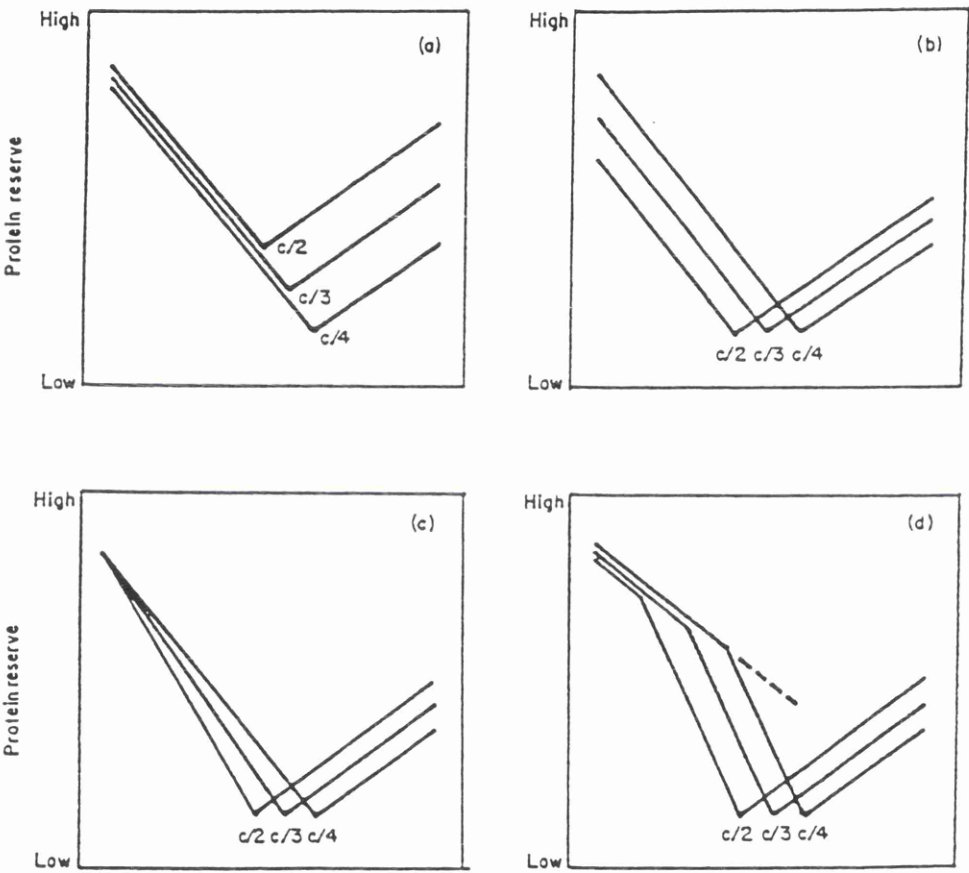 High
(a)
Protein reserve
c/2
c/3
c/4
Low
High
(b)
c/2 c/3 c/4
Low
High
(c)
Protein reserve
c/2 c/3 c/4
Low
High
(d)
c/2 c/3 c/4
Low